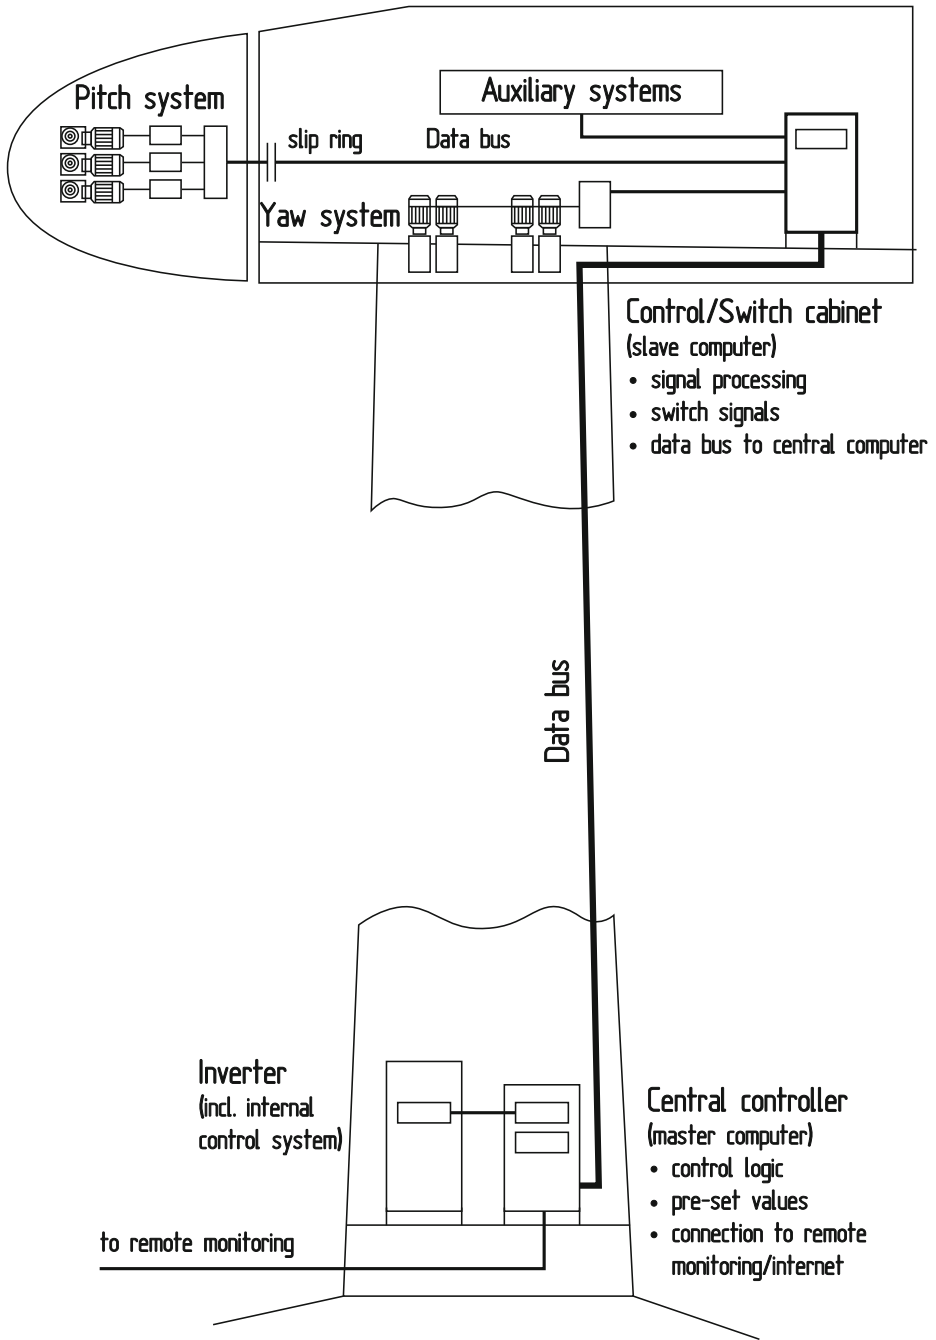 Auxiliary systems
Pitch system
slip ring
Data bus
Yaw system
Control/Switch cabinet
(slave computer)
• signal processing
• switch signals
• data bus to central computer
Data bus
Inverter
(incl. internal
control system)
Central controller
(master computer)
• control logic
• pre-set values
• connection to remote
monitoring/internet
to remote monitoring